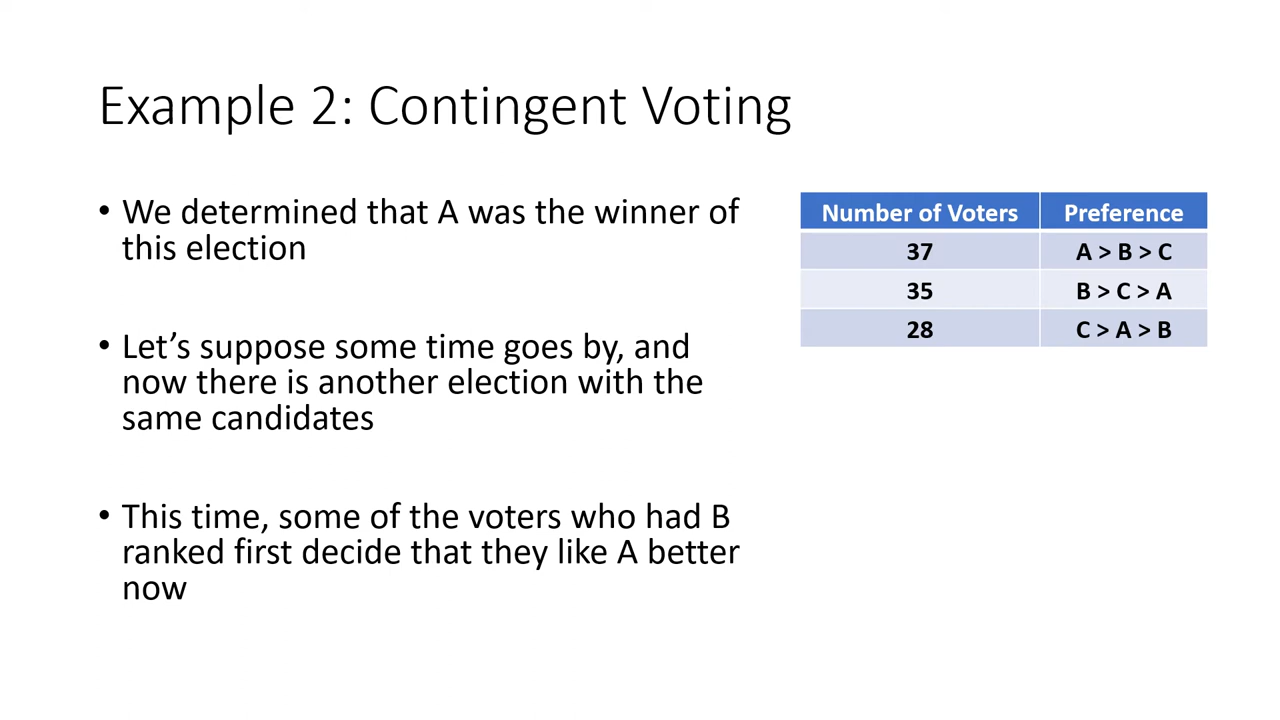 Example 2: Contingent Voting
• We determined that A was the winner of
this election
• Let’s suppose some time goes by, and
now there is another election with the
same candidates
• This time, some of the voters who had B
ranked first decide that they like A better
now
Number of Voters Preference
37 A > B > C
35 B > C > A
28 C > A > B